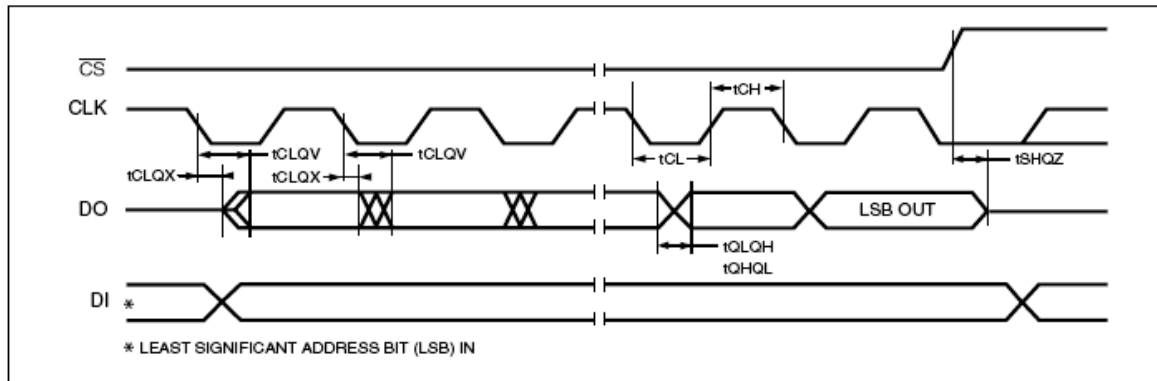 CS
CLK
tCH
tCLQV
tCLQV
tCL
tSHQZ
tCLQX
tCLQX
DO
LSB OUT
tQLQH
tQHQL
DI *
* LEAST SIGNIFICANT ADDRESS BIT (LSB) IN